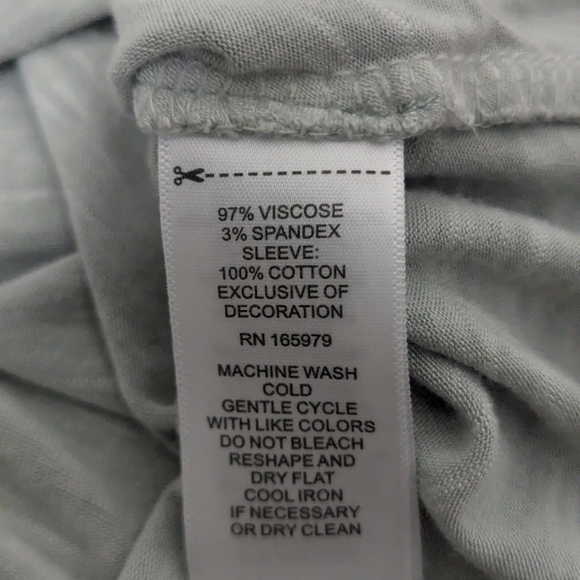 97% VISCOSE
3% SPANDEX
SLEEVE:
100% COTTON
EXCLUSIVE OF
DECORATION
RN 165979
MACHINE WASH
COLD
GENTLE CYCLE
WITH LIKE COLORS
DO NOT BLEACH
RESHAPE AND
DRY FLAT
COOL IRON
IF NECESSARY
OR DRY CLEAN